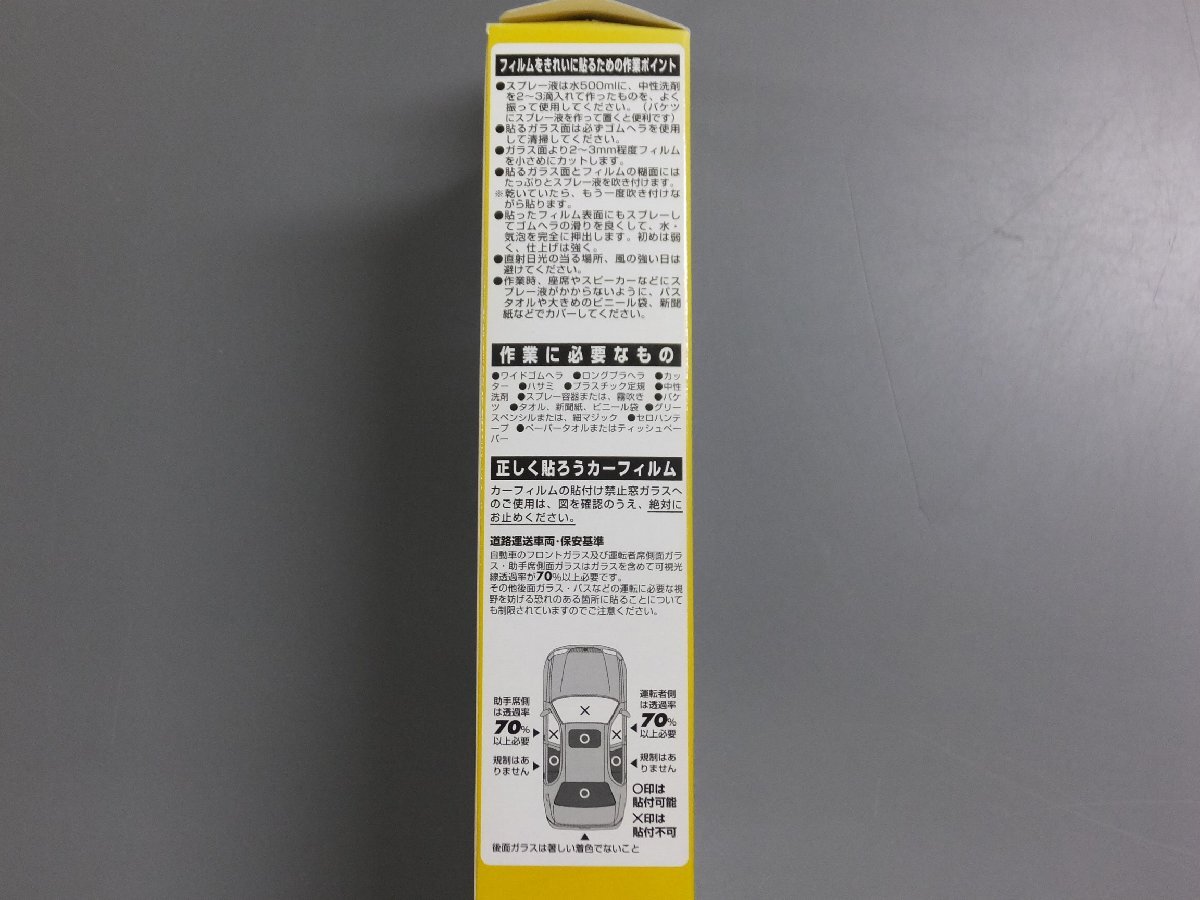 フィルムをきれいに貼るための作業ポイント
●スプレー液は水500mlに、中性洗剤
を2〜3滴入れて作ったものを、よく
振って使用してください。（バケツ
にスプレー液を作って置くと便利です）
●貼るガラス面は必ずゴムヘラを使用
して清掃してください。
●ガラス面より2〜3mm程度フィルム
を小さめにカットします。
●貼るガラス面とフィルムの糊面には
たっぷりとスプレー液を吹き付けます。
※乾いていたら、もう一度吹き付けな
がら貼ります。
●貼ったフィルム表面にもスプレーし
てゴムヘラの滑りを良くして、水・
気泡を完全に押出します。初めは弱
く、仕上げは強く。
●直射日光の当る場所、風の強い日は
避けてください。
●作業時、座席やスピーカーなどにス
プレー液がかからないように、バス
タオルや大きめのビニール袋、新聞
紙などでカバーしてください。
作業に必要なもの
●ワイドゴムヘラ ●ロングプラヘラ ●カッ
ター ●ハサミ ●プラスチック定規 ●中性
洗剤 ●スプレー容器または、霧吹き ●バケ
ツ ●タオル、新聞紙、ビニール袋 ●グリー
スペンシルまたは、細マジック ●セロハンテ
ープ ●ペーパータオルまたはティッシュペー
パー
正しく貼ろうカーフィルム
カーフィルムの貼付け禁止窓ガラスへ
のご使用は、図を確認のうえ、絶対に
お止めください。
道路運送車両・保安基準
自動車のフロントガラス及び運転者席側面ガラ
ス・助手席側面ガラスはガラスを含めて可視光
線透過率が70%以上必要です。
その他後面ガラス・バスなどの運転に必要な視
野を妨げる恐れのある箇所に貼ることについて
も制限されていますのでご注意ください。
助手席側
は透過率
70%
以上必要
規制はあ
りません
運転者側
は透過率
70%
以上必要
規制はあ
りません
○印は
貼付可能
×印は
貼付不可
後面ガラスは著しい着色でないこと